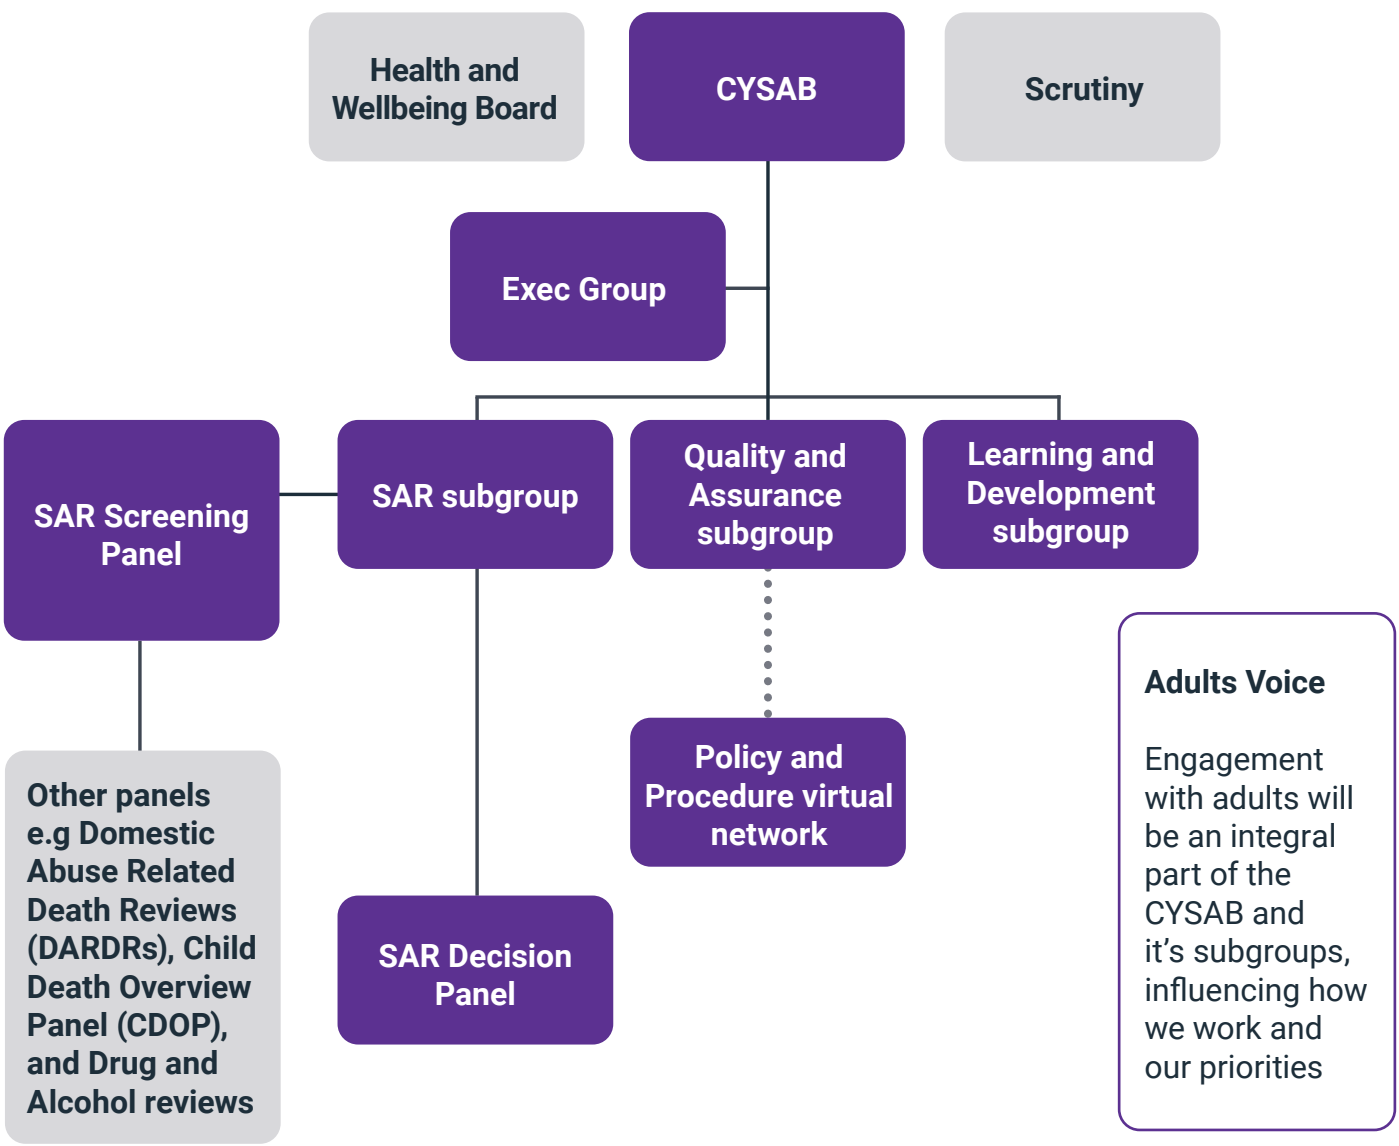 Health and
Wellbeing Board
CYSAB
Scrutiny
Exec Group
SAR Screening
Panel
SAR subgroup
Quality and
Assurance
subgroup
Learning and
Development
subgroup
Other panels
e.g Domestic
Abuse Related
Death Reviews
(DARDRs), Child
Death Overview
Panel (CDOP),
and Drug and
Alcohol reviews
SAR Decision
Panel
Policy and
Procedure virtual
network
Adults Voice
Engagement
with adults will
be an integral
part of the
CYSAB and
it’s subgroups,
influencing how
we work and
our priorities